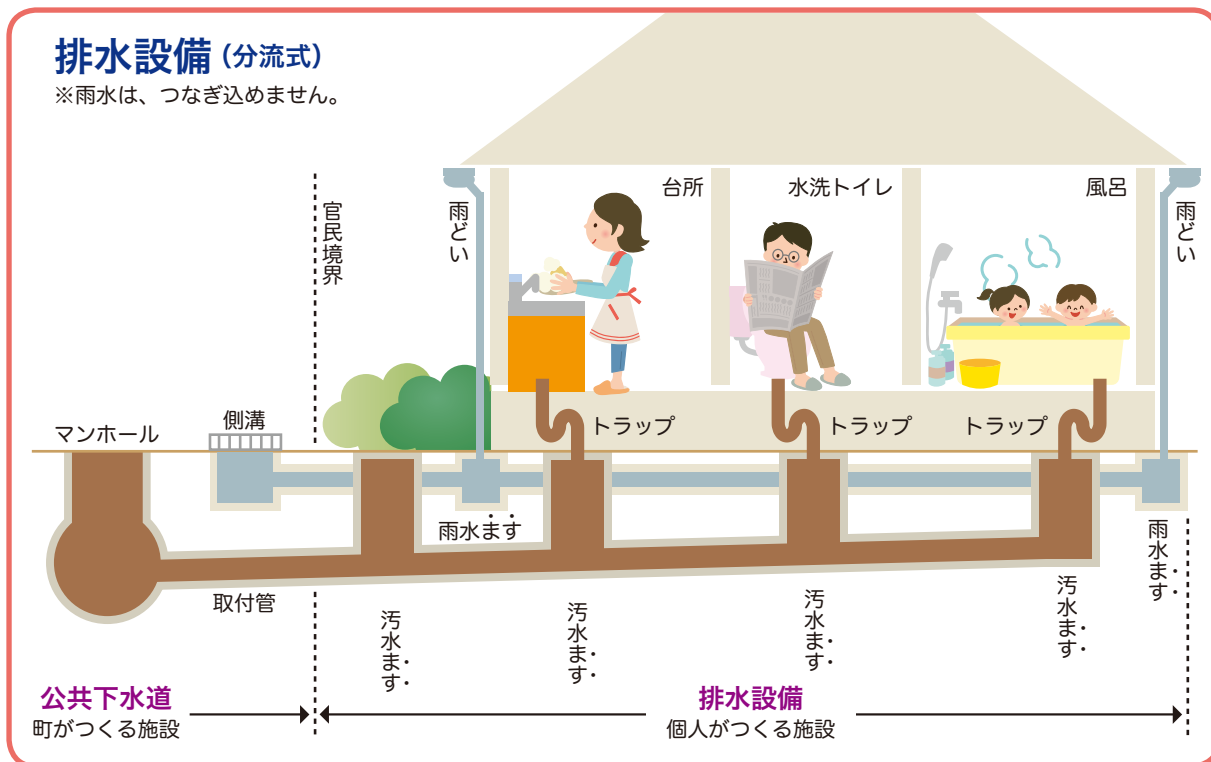 排水設備(分流式)
※雨水は、つなぎ込めません。
官民境界
雨どい
台所
水洗トイレ
風呂
雨どい
マンホール
側溝
トラップ
トラップ
トラップ
雨水ます
雨水ます
取付管
汚水ます
汚水ます
汚水ます
汚水ます
公共下水道
町がつくる施設
排水設備
個人がつくる施設